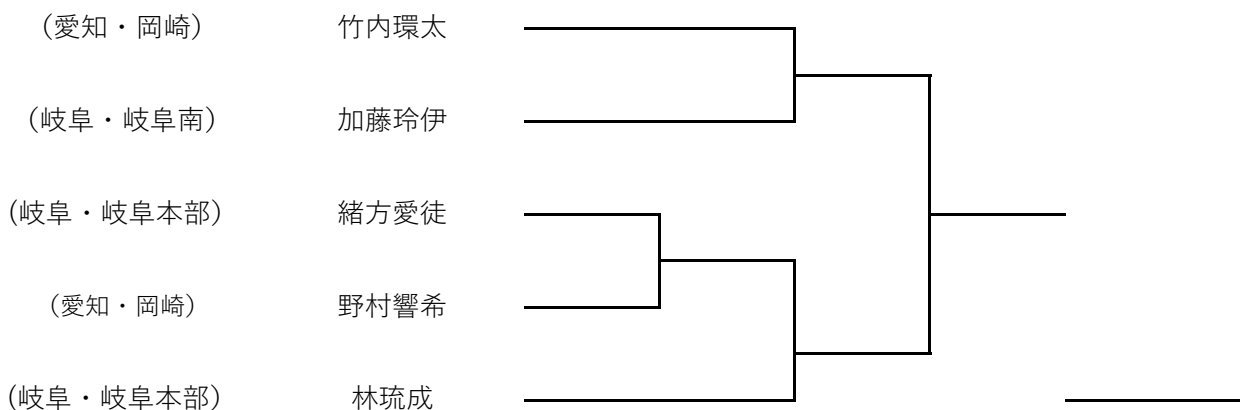 （愛知・岡崎） 竹内環太
（岐阜・岐阜南） 加藤玲伊
（岐阜・岐阜本部） 緒方愛徒
（愛知・岡崎） 野村響希
（岐阜・岐阜本部） 林琉成